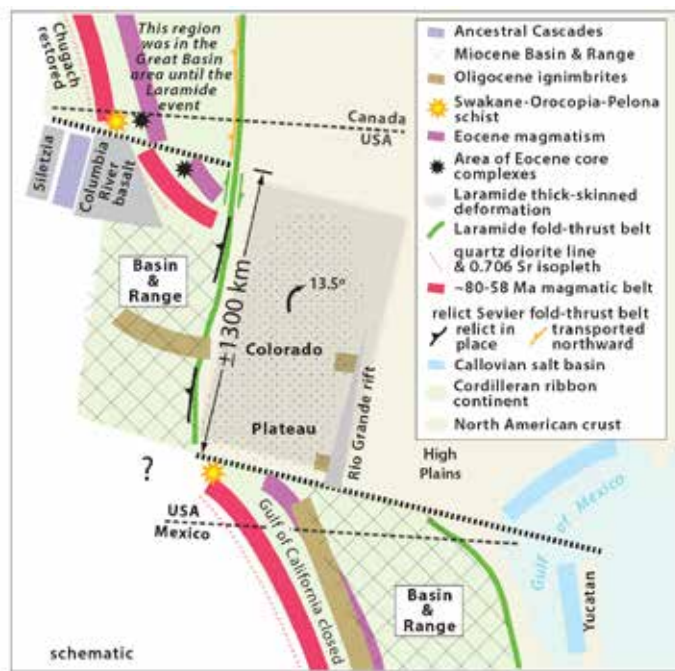 Chugach
restored
This region
was in the
Great Basin
area until the
Laramide
event
Canada
USA
Siletzia
Columbia
River
basalt
Basin
&
Range
±1300 km
13.5º
Colorado
Plateau
Rio Grande rift
High
Plains
?
USA
Mexico
Gulf of California closed
Basin
&
Range
Gulf of Mexico
Yucatan
schematic
Ancestral Cascades
Miocene Basin & Range
Oligocene ignimbrites
Swakane-Orocopia-Pelona
schist
Eocene magmatism
Area of Eocene core
complexes
Laramide thick-skinned
deformation
Laramide fold-thrust belt
quartz diorite line
& 0.706 Sr isopleth
~80-58 Ma magmatic belt
relict Sevier fold-thrust belt
relict in
place
transported
northward
Callovian salt basin
Cordilleran ribbon
continent
North American crust